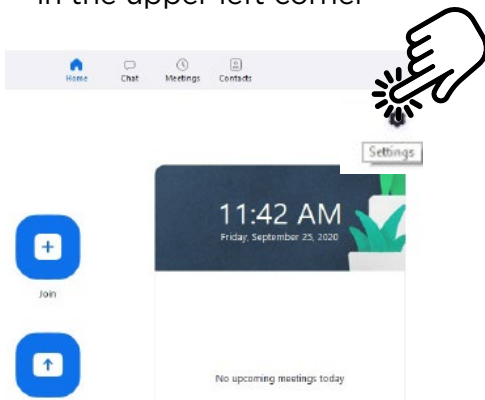 in the upper left corner
Home Chat Meetings Contacts
Settings
11:42 AM
Friday, September 25, 2020
Join
No upcoming meetings today